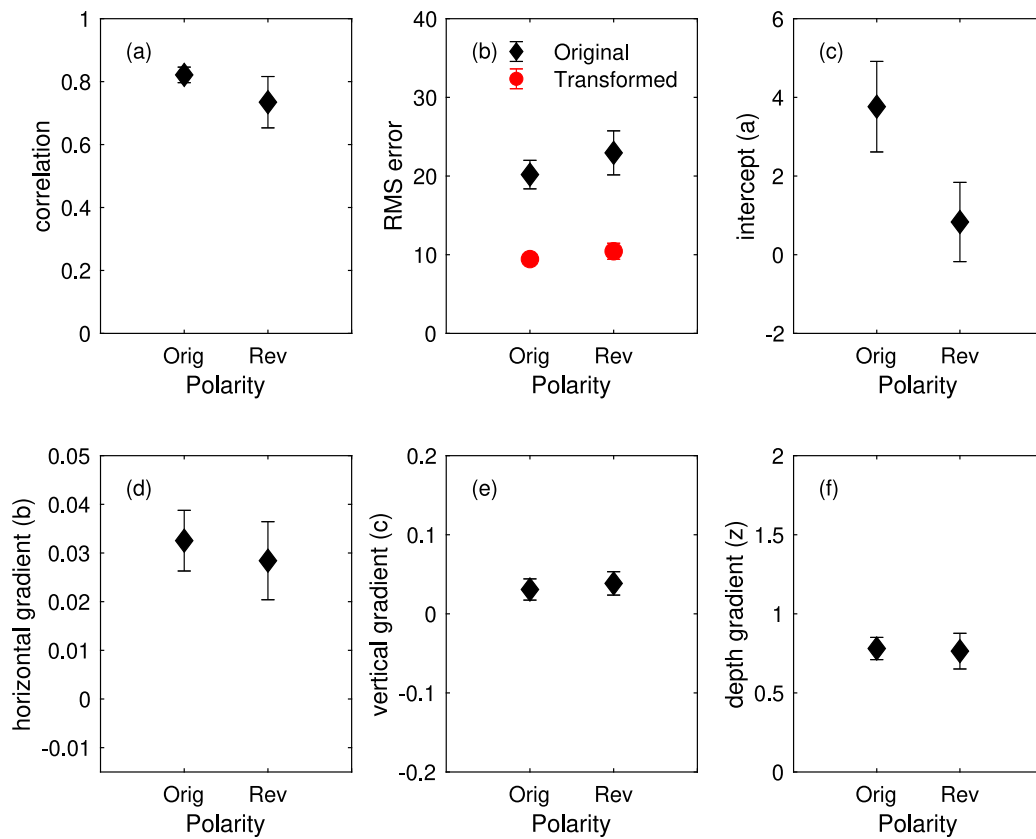 (a)
correlation
1
0.8
0.6
0.4
0.2
0
Orig Rev
Polarity
(b)
Original
Transformed
RMS error
40
30
20
10
0
Orig Rev
Polarity
(c)
intercept (a)
6
4
2
0
-2
Orig Rev
Polarity
(d)
horizontal gradient (b)
0.05
0.04
0.03
0.02
0.01
0
-0.01
Orig Rev
Polarity
(e)
vertical gradient (c)
0.2
0.1
0
-0.1
-0.2
Orig Rev
Polarity
(f)
depth gradient (z)
2
1.5
1
0.5
0
Orig Rev
Polarity